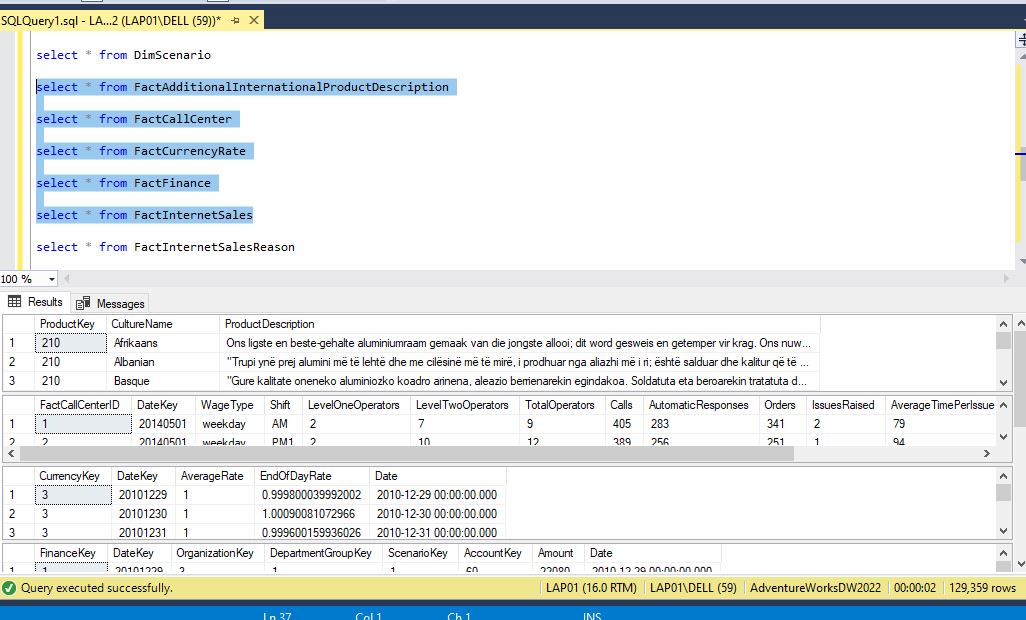 SQLQuery1.sql - LA...2 (LAP01\DELL (59))*
select * from DimScenario
select * from FactAdditionalInternationalProductDescription
select * from FactCallCenter
select * from FactCurrencyRate
select * from FactFinance
select * from FactInternetSales
select * from FactInternetSalesReason
100 %
Results Messages
ProductKey CultureName ProductDescription
1 210 Afrikaans Ons ligste en beste-gehalte aluminiumraam gemaak van die jongste allooi; dit word gesweis en getemper vir krag. Ons nuw...
2 210 Albanian "Trupi ynë prej alumini më të lehtë dhe me cilësinë më të mirë, i prodhuar nga aliazhi më i ri; është salduar dhe kalitur që të ...
3 210 Basque "Gure kalitate oneneko aluminiozko koadro arinena, aleazio berrienarekin egindakoa. Soldatuta eta beroarekin tratatuta d...
FactCallCenterID DateKey WageType Shift LevelOneOperators LevelTwoOperators TotalOperators Calls AutomaticResponses Orders IssuesRaised AverageTimePerIssue
1 1 20140501 weekday AM 2 7 9 405 283 341 2 79
2 2 20140501 weekday PM1 2 10 12 389 256 251 1 94
CurrencyKey DateKey AverageRate EndOfDayRate Date
1 3 20101229 1 0.999800039992002 2010-12-29 00:00:00.000
2 3 20101230 1 1.00090081072966 2010-12-30 00:00:00.000
3 3 20101231 1 0.999600159936026 2010-12-31 00:00:00.000
FinanceKey DateKey OrganizationKey DepartmentGroupKey ScenarioKey AccountKey Amount Date
1 1 20101229 3 1 1 60 22080 2010-12-29 00:00:00.000
Query executed successfully. LAP01 (16.0 RTM) LAP01\DELL (59) AdventureWorksDW2022 00:00:02 129,359 rows
Ln 37 Col 1 Ch 1 INS